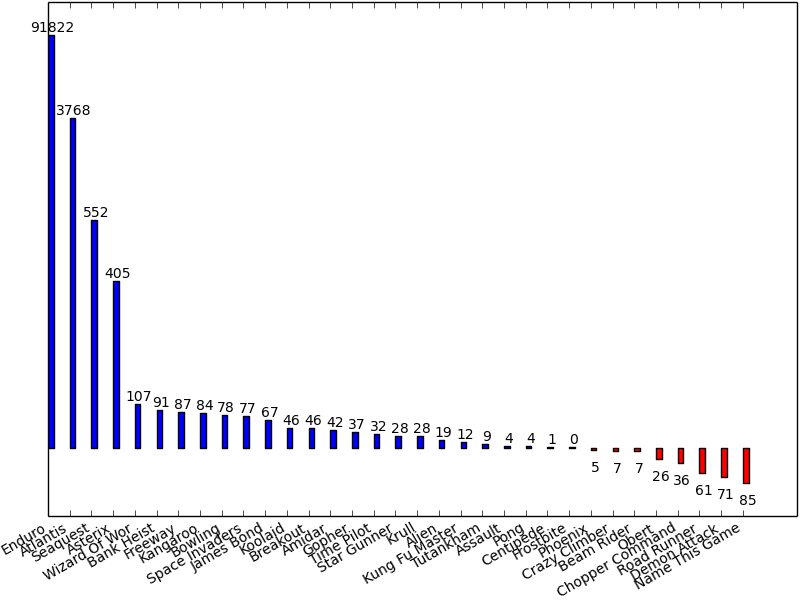 91822
3768
552
405
107
91
87
84
78
77
67
46
46
42
37
32
28
28
19
12
9
4
4
1
0
5
7
7
26
36
61
71
85
Enduro
Atlantis
Seaquest
Asterix
Wizard Of Wor
Bank Heist
Freeway
Kangaroo
Bowling
Space Invaders
James Bond
Koolaid
Breakout
Amidar
Gopher
Time Pilot
Star Gunner
Krull
Alien
Kung Fu Master
Tutankham
Assault
Pong
Centipede
Frostbite
Phoenix
Crazy Climber
Beam Rider
Qbert
Chopper Command
Road Runner
Demon Attack
Name This Game